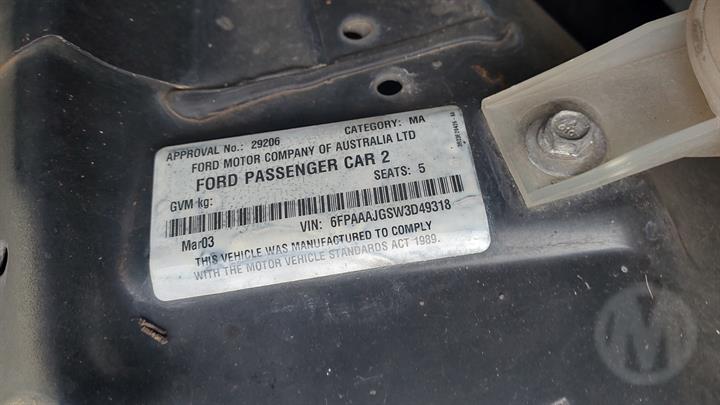 APPROVAL No.: 29206 CATEGORY: MA
FORD MOTOR COMPANY OF AUSTRALIA LTD
FORD PASSENGER CAR 2
GVM kg: SEATS: 5
Mar03 VIN: 6FPAAAJGSW3D49318
THIS VEHICLE WAS MANUFACTURED TO COMPLY
WITH THE MOTOR VEHICLE STANDARDS ACT 1989.
M